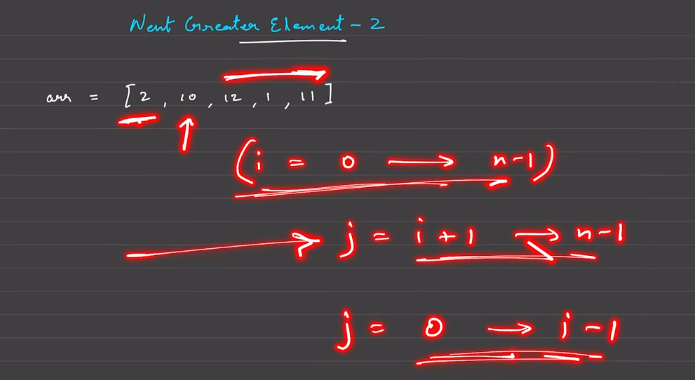 Next Greater Element - 2
arr = [2, 10, 12, 1, 11]
(i = 0 → n-1)
j = i+1 → n-1
j = 0 → i-1